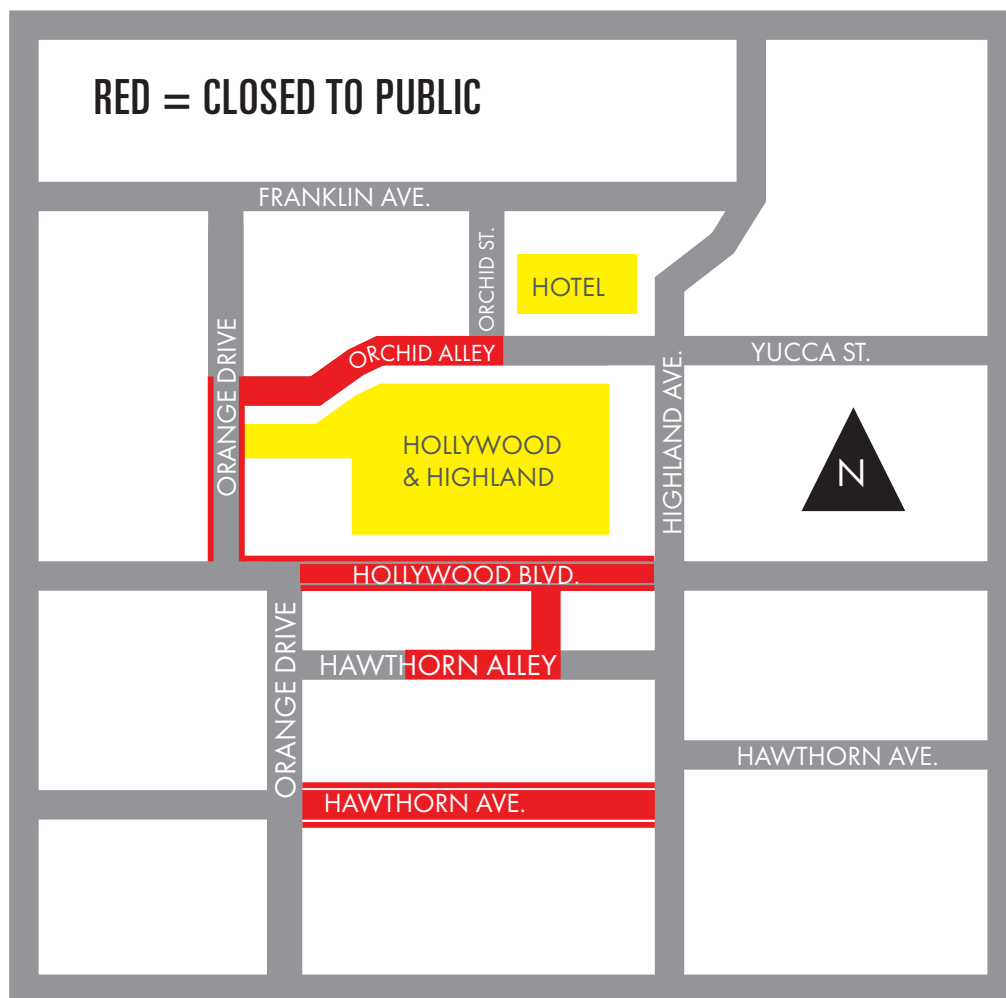 RED = CLOSED TO PUBLIC
FRANKLIN AVE.
ORCHID ST.
HOTEL
ORANGE DRIVE
ORCHID ALLEY
YUCCA ST.
HIGHLAND AVE.
HOLLYWOOD
& HIGHLAND
N
HOLLYWOOD BLVD.
ORANGE DRIVE
HAWTHORN ALLEY
HAWTHORN AVE.
HAWTHORN AVE.